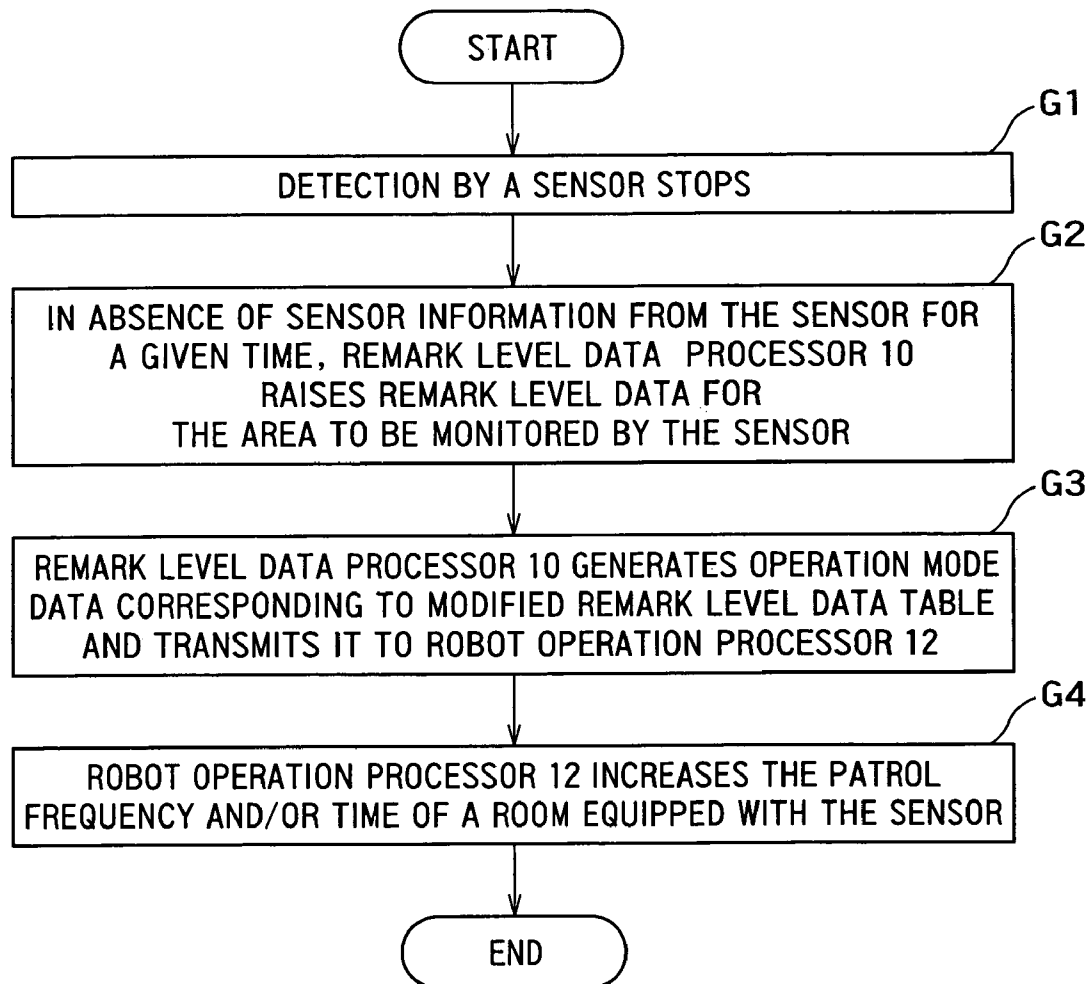 START
G1
DETECTION BY A SENSOR STOPS
G2
IN ABSENCE OF SENSOR INFORMATION FROM THE SENSOR FOR
A GIVEN TIME, REMARK LEVEL DATA PROCESSOR 10
RAISES REMARK LEVEL DATA FOR
THE AREA TO BE MONITORED BY THE SENSOR
G3
REMARK LEVEL DATA PROCESSOR 10 GENERATES OPERATION MODE
DATA CORRESPONDING TO MODIFIED REMARK LEVEL DATA TABLE
AND TRANSMITS IT TO ROBOT OPERATION PROCESSOR 12
G4
ROBOT OPERATION PROCESSOR 12 INCREASES THE PATROL
FREQUENCY AND/OR TIME OF A ROOM EQUIPPED WITH THE SENSOR
END